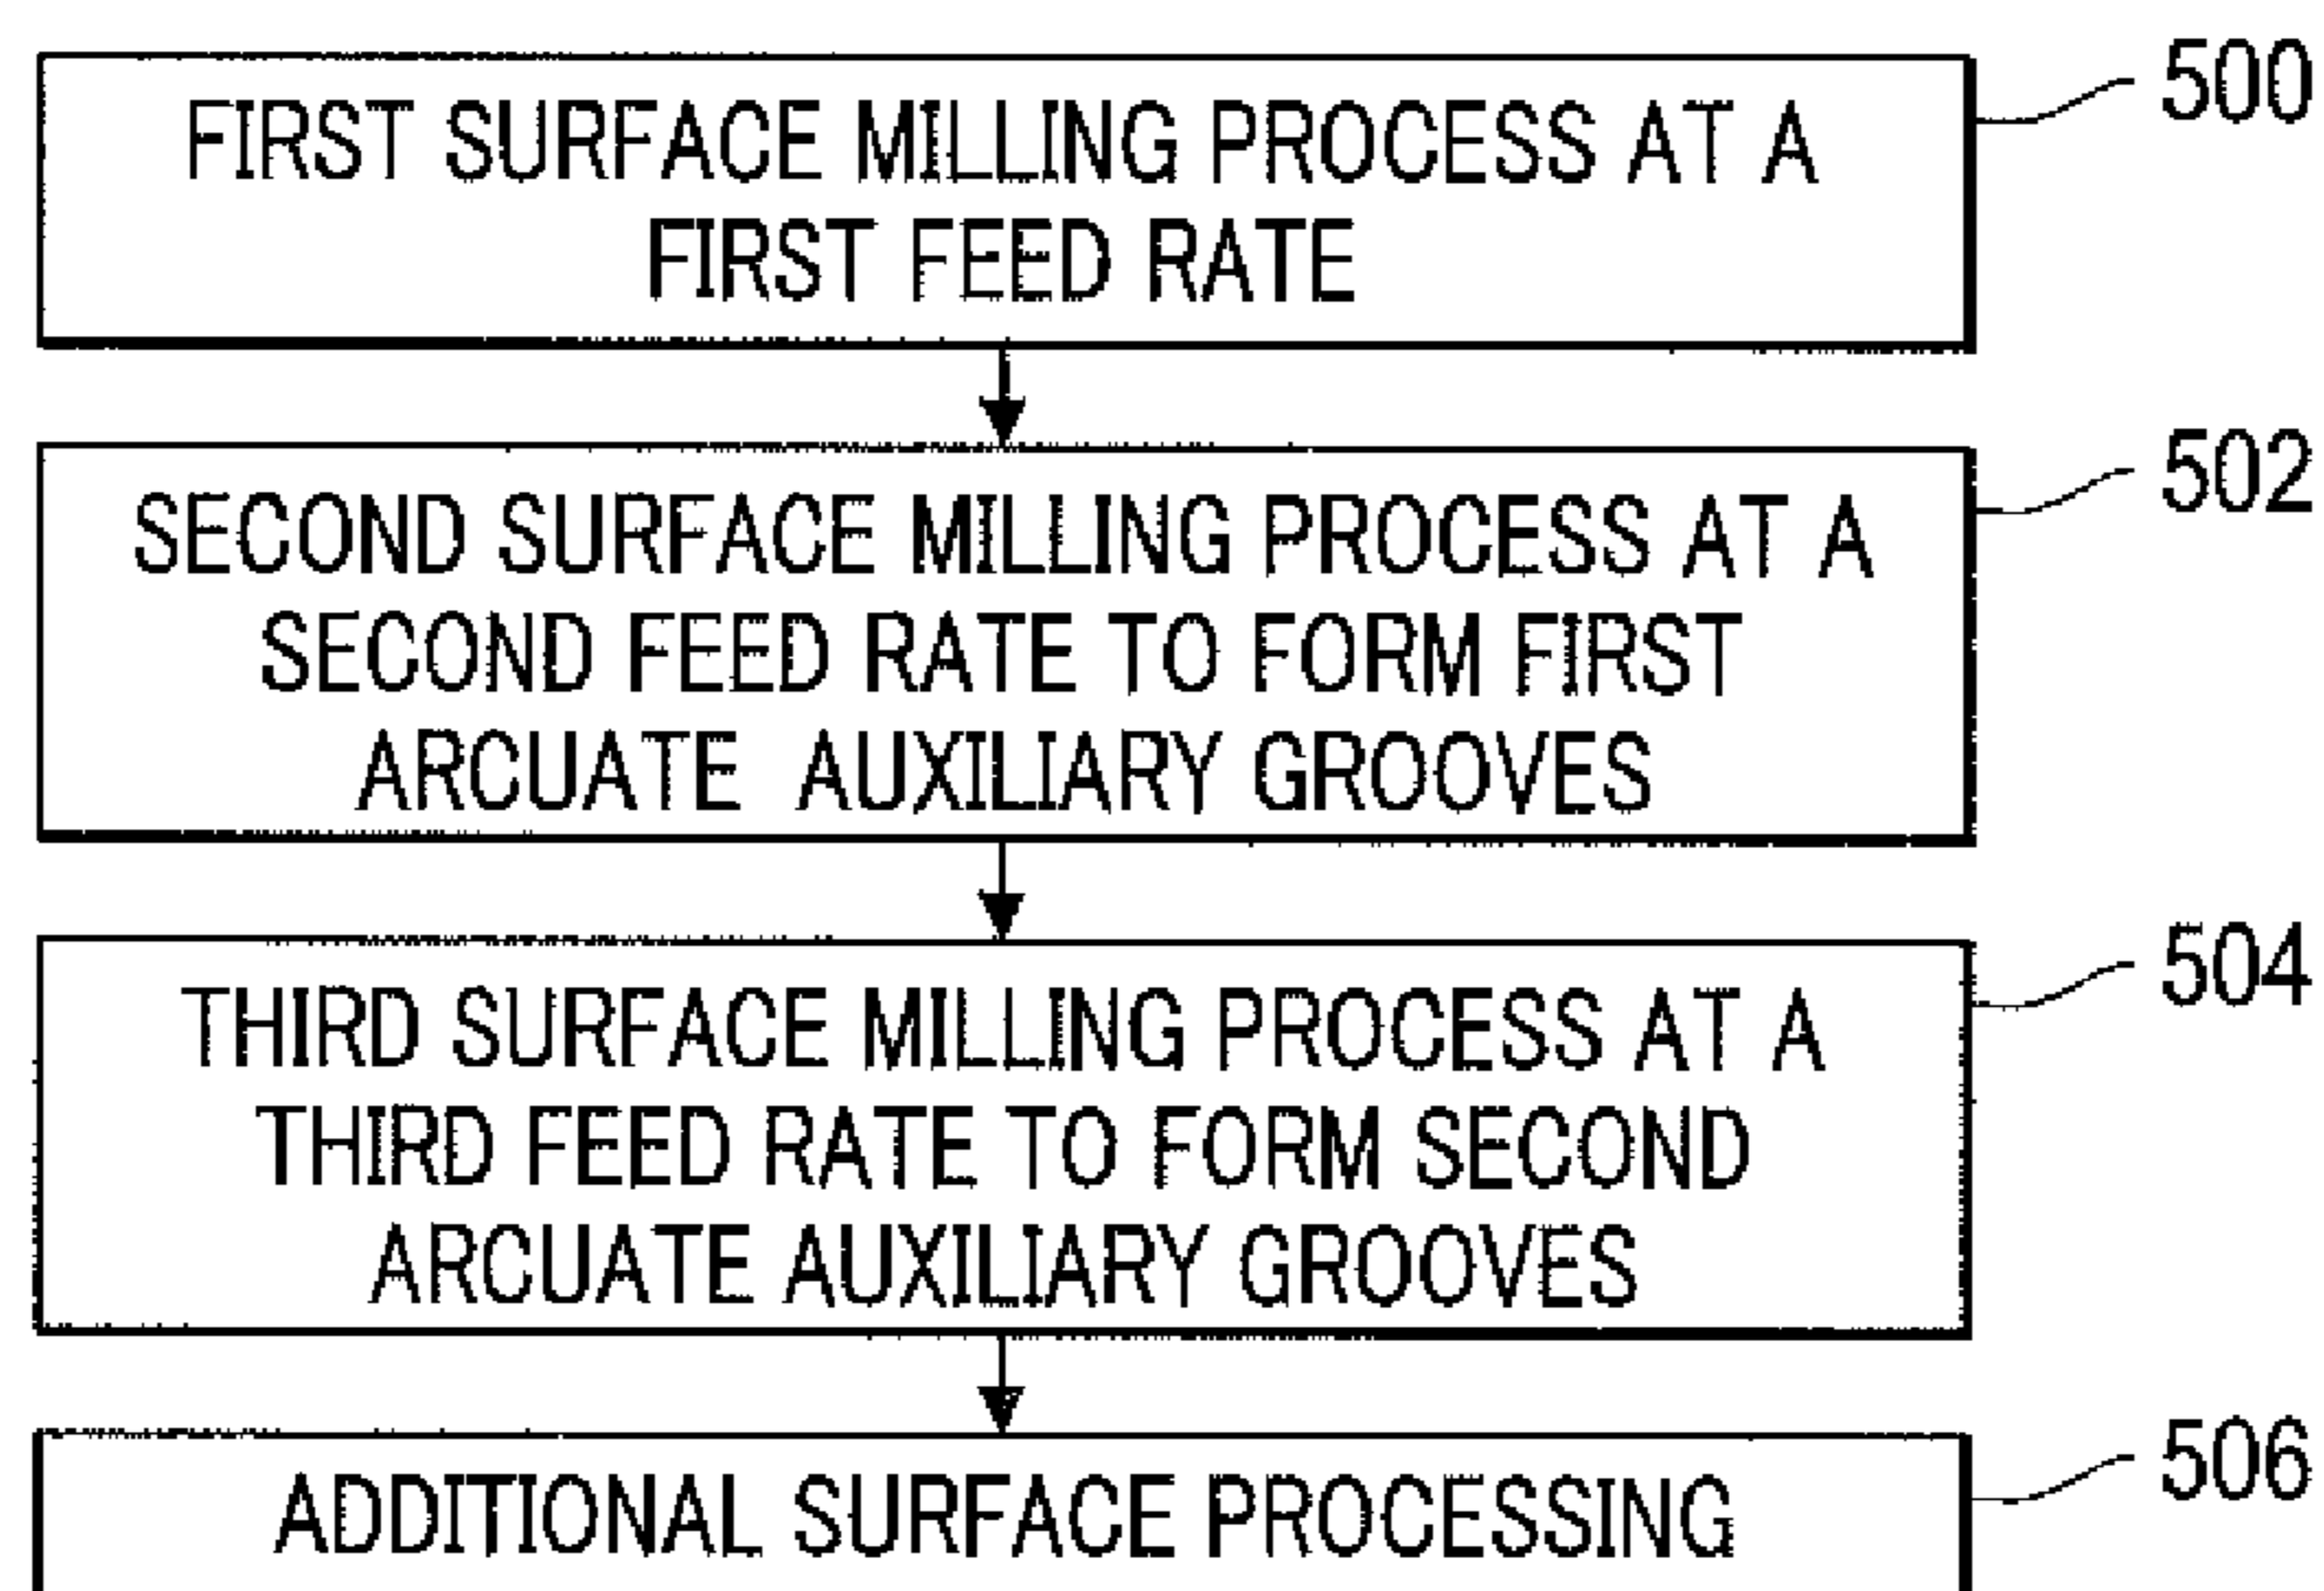 FIRST SURFACE MILLING PROCESS AT A
FIRST FEED RATE
500
SECOND SURFACE MILLING PROCESS AT A
SECOND FEED RATE TO FORM FIRST
ARCUATE AUXILIARY GROOVES
502
THIRD SURFACE MILLING PROCESS AT A
THIRD FEED RATE TO FORM SECOND
ARCUATE AUXILIARY GROOVES
504
ADDITIONAL SURFACE PROCESSING
506